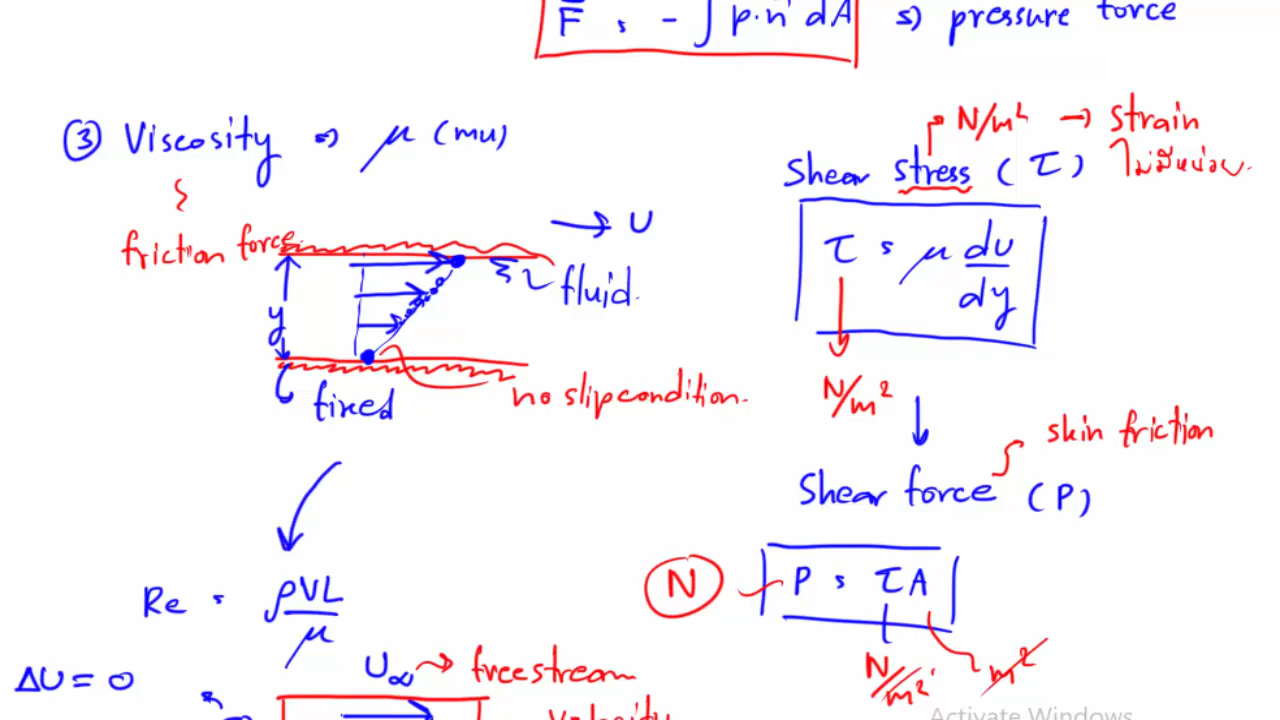 F̄ = - ∫ p·n̂ dA ⇒ pressure force
③ Viscosity ⇒ μ (mu)
friction force
→ U
fluid.
y
fixed
no slip condition.
N/m² → strain
ไม่มีหน่วย.
Shear stress (τ)
τ = μ du/dy
N/m²
skin friction
Shear force (P)
N
P = τA
N/m²
m²
Re = ρVL/μ
ΔU = 0
U∞ → freestream
velocity
Activate Windows